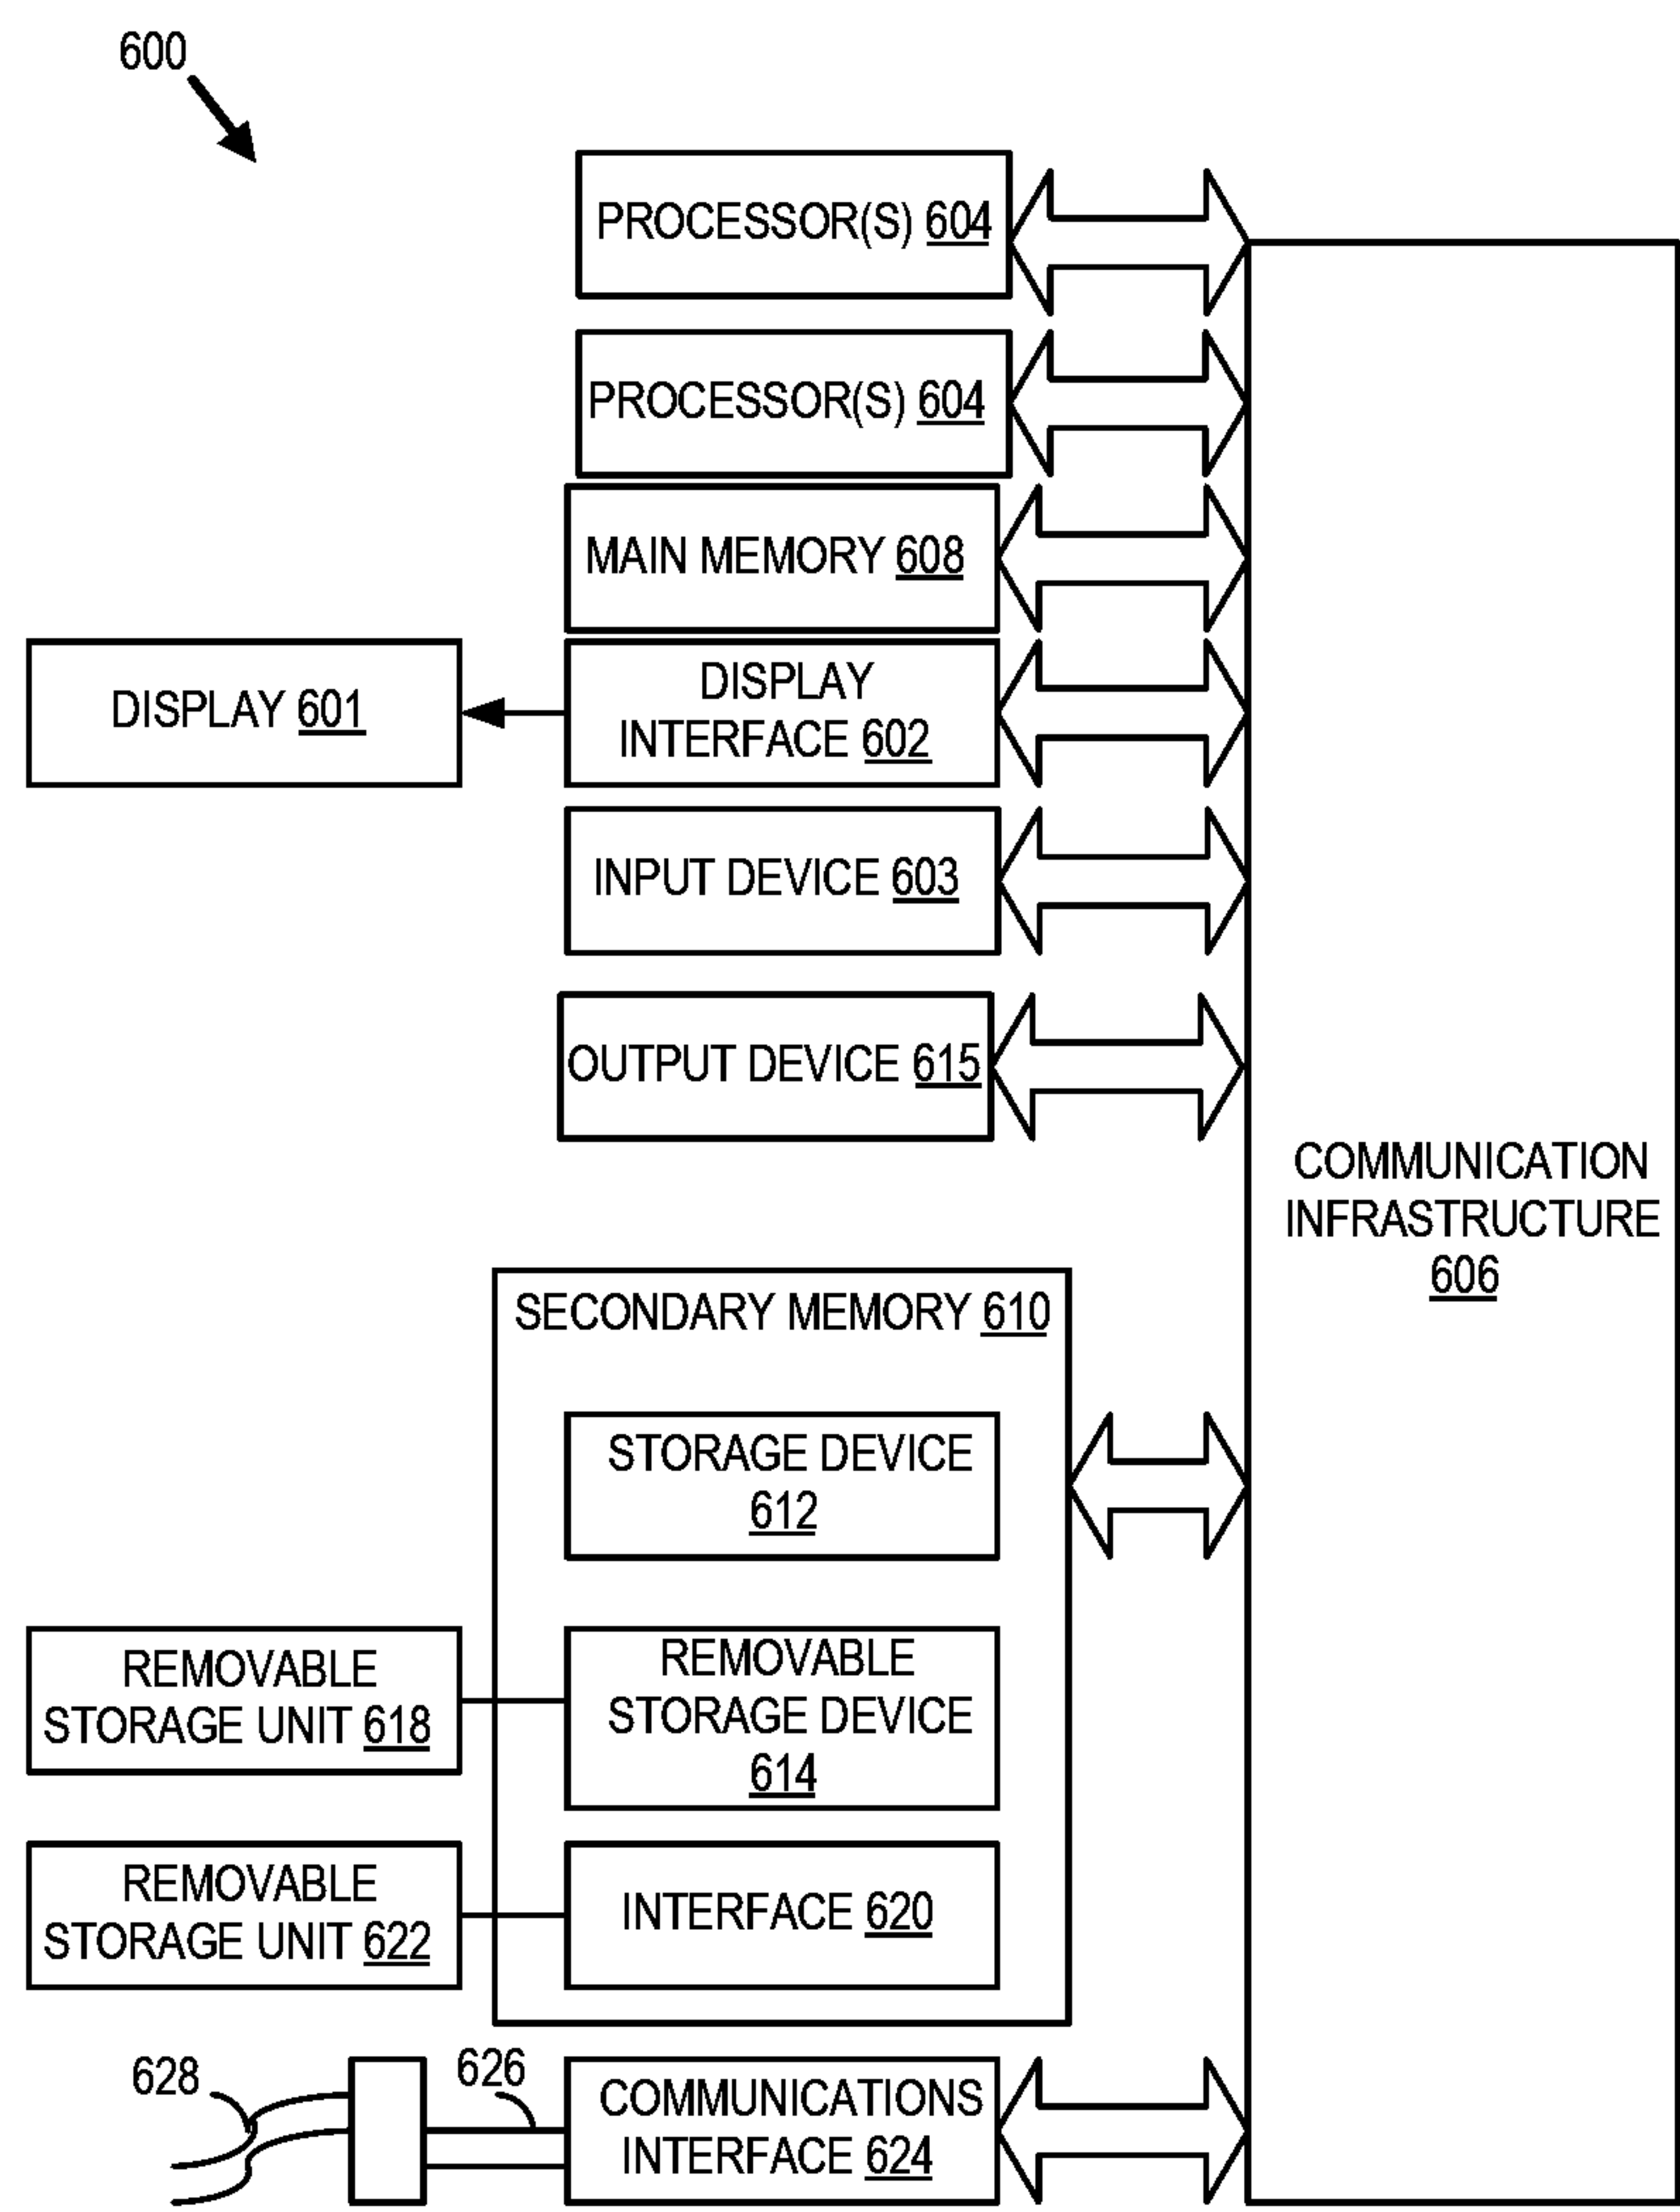 600
PROCESSOR(S) 604
PROCESSOR(S) 604
MAIN MEMORY 608
DISPLAY 601
DISPLAY
INTERFACE 602
INPUT DEVICE 603
OUTPUT DEVICE 615
COMMUNICATION
INFRASTRUCTURE
606
SECONDARY MEMORY 610
STORAGE DEVICE
612
REMOVABLE
STORAGE UNIT 618
REMOVABLE
STORAGE DEVICE
614
REMOVABLE
STORAGE UNIT 622
INTERFACE 620
628
626
COMMUNICATIONS
INTERFACE 624